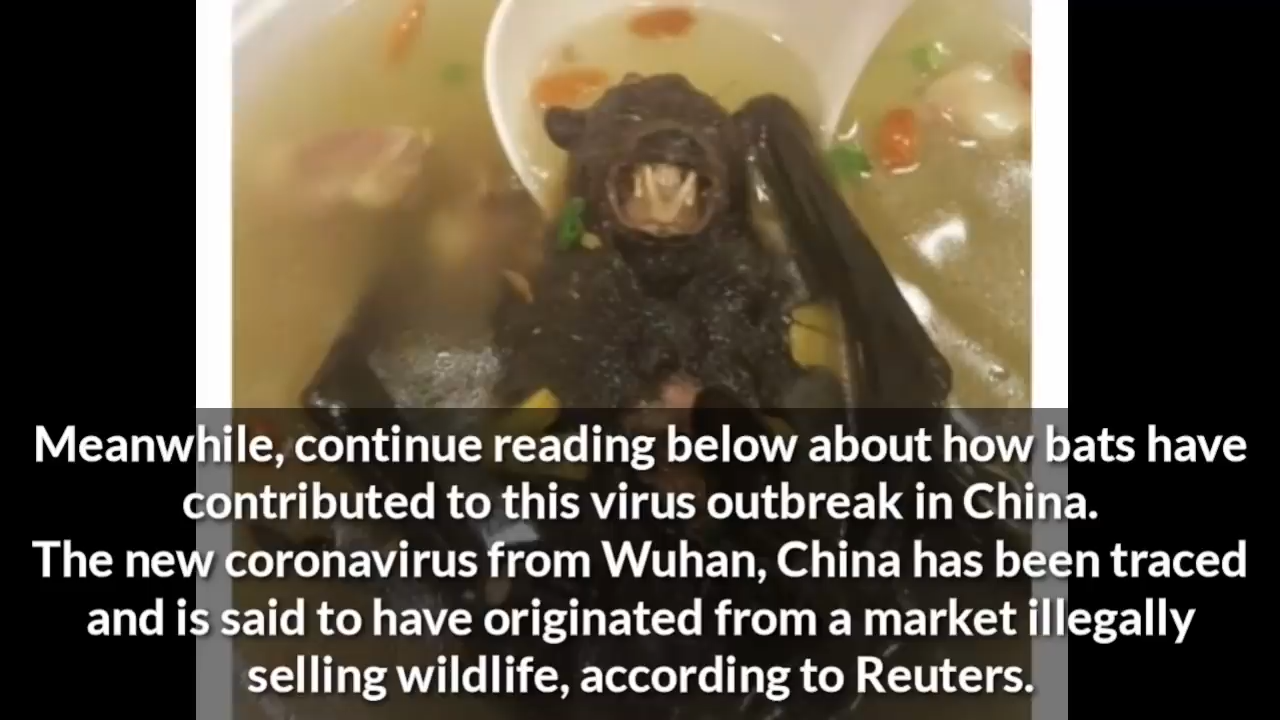 Meanwhile, continue reading below about how bats have
contributed to this virus outbreak in China.
The new coronavirus from Wuhan, China has been traced
and is said to have originated from a market illegally
selling wildlife, according to Reuters.